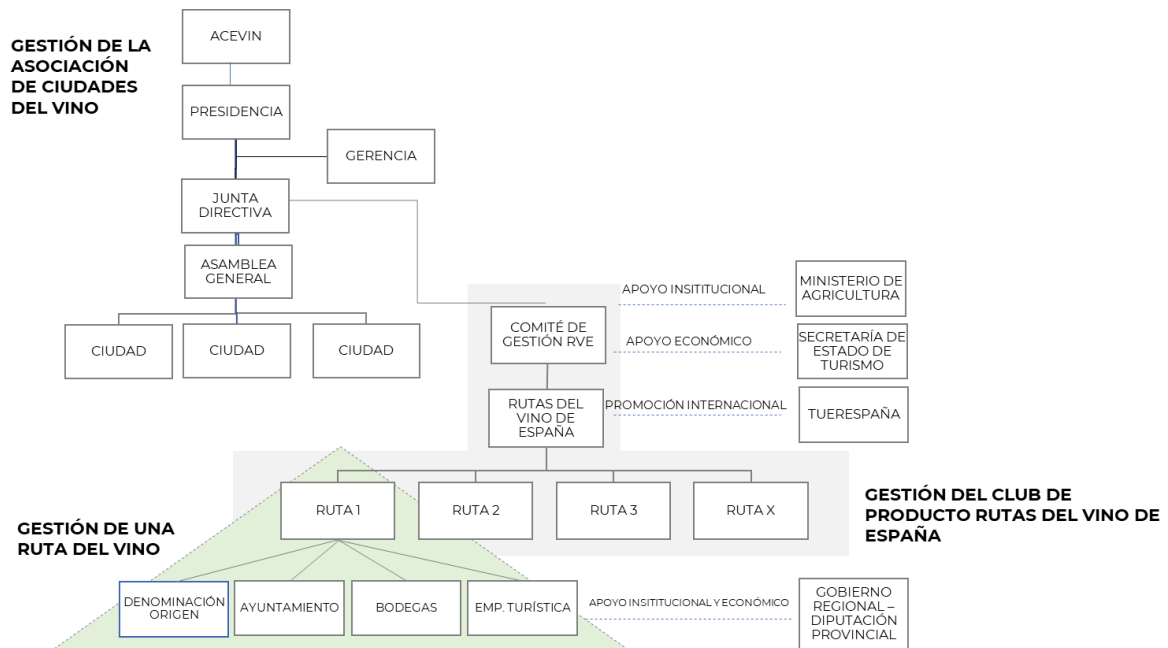 GESTIÓN DE LA
ASOCIACIÓN
DE CIUDADES
DEL VINO
ACEVIN
PRESIDENCIA
GERENCIA
JUNTA
DIRECTIVA
ASAMBLEA
GENERAL
CIUDAD
CIUDAD
CIUDAD
COMITÉ DE
GESTIÓN RVE
RUTAS DEL
VINO DE
ESPAÑA
APOYO INSITITUCIONAL
MINISTERIO DE
AGRICULTURA
APOYO ECONÓMICO
SECRETARÍA DE
ESTADO DE
TURISMO
PROMOCIÓN INTERNACIONAL
TUERESPAÑA
RUTA 1
RUTA 2
RUTA 3
RUTA X
GESTIÓN DEL CLUB DE
PRODUCTO RUTAS DEL VINO DE
ESPAÑA
GESTIÓN DE UNA
RUTA DEL VINO
DENOMINACIÓN
ORIGEN
AYUNTAMIENTO
BODEGAS
EMP. TURÍSTICA
APOYO INSITITUCIONAL Y ECONÓMICO
GOBIERNO
REGIONAL –
DIPUTACIÓN
PROVINCIAL